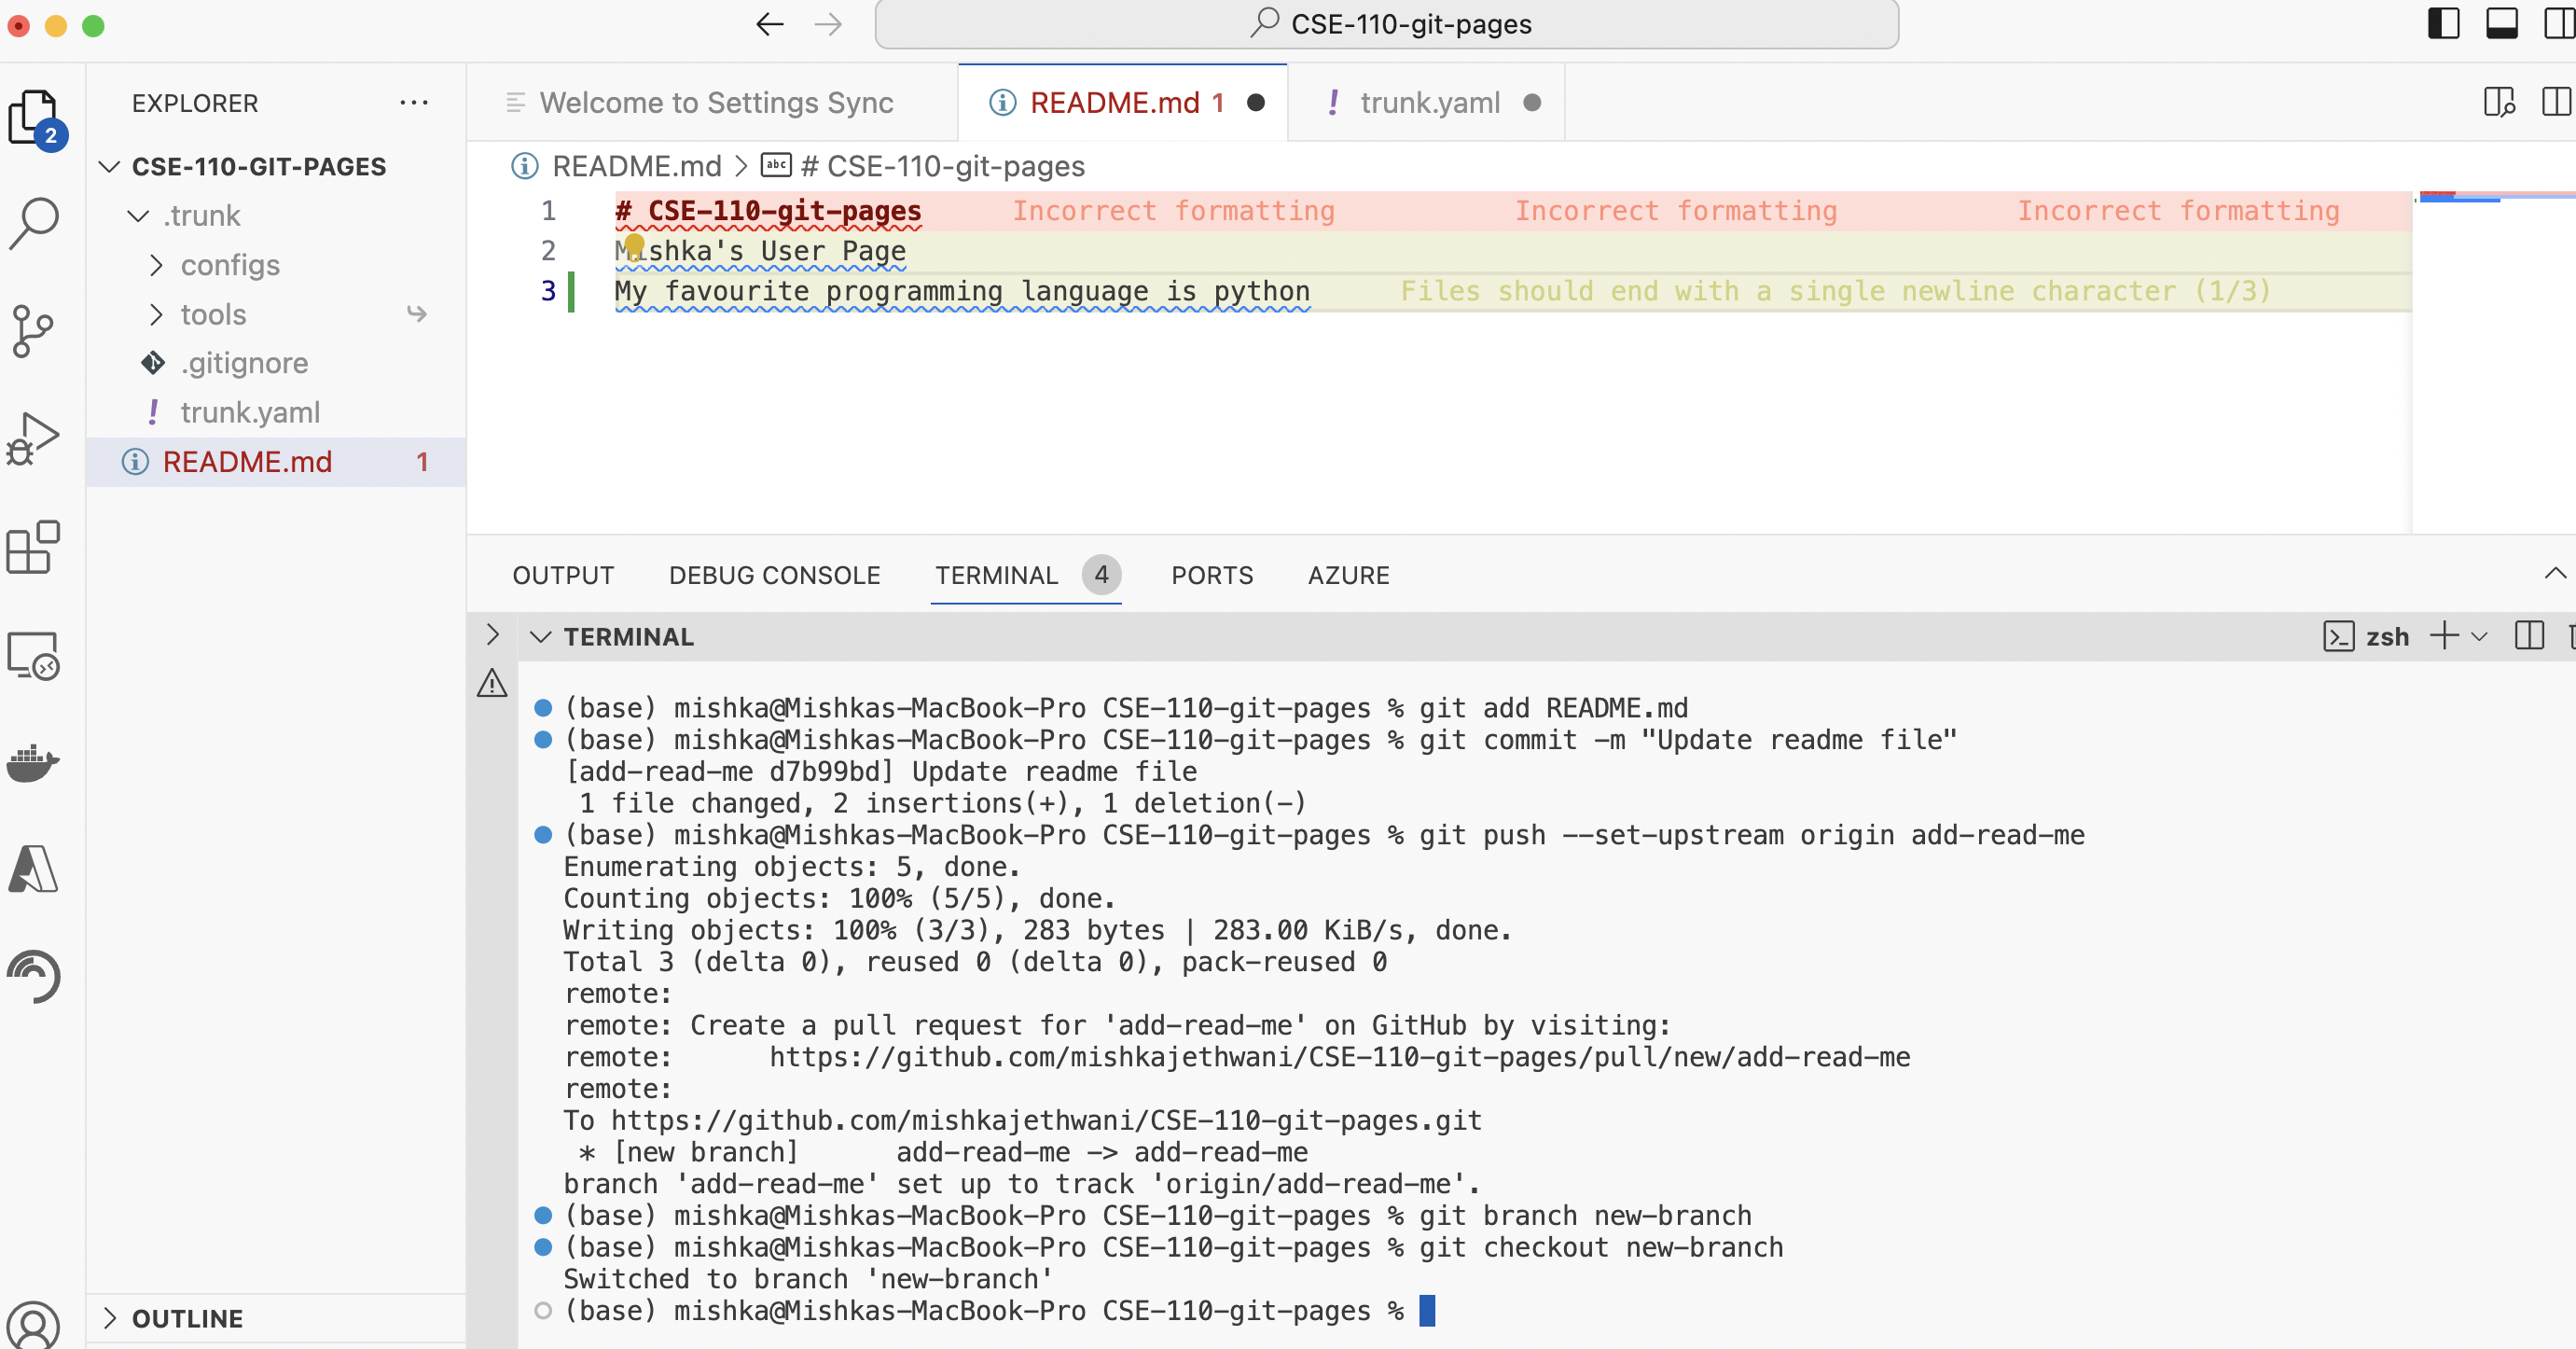 CSE-110-git-pages
EXPLORER
2
CSE-110-GIT-PAGES
.trunk
configs
tools
.gitignore
! trunk.yaml
README.md 1
OUTLINE
Welcome to Settings Sync
README.md 1
! trunk.yaml
README.md > abc # CSE-110-git-pages
1 # CSE-110-git-pages Incorrect formatting Incorrect formatting Incorrect formatting
2 Mishka's User Page
3 My favourite programming language is python Files should end with a single newline character (1/3)
OUTPUT DEBUG CONSOLE TERMINAL 4 PORTS AZURE
TERMINAL zsh
(base) mishka@Mishkas-MacBook-Pro CSE-110-git-pages % git add README.md
(base) mishka@Mishkas-MacBook-Pro CSE-110-git-pages % git commit -m "Update readme file"
[add-read-me d7b99bd] Update readme file
1 file changed, 2 insertions(+), 1 deletion(-)
(base) mishka@Mishkas-MacBook-Pro CSE-110-git-pages % git push --set-upstream origin add-read-me
Enumerating objects: 5, done.
Counting objects: 100% (5/5), done.
Writing objects: 100% (3/3), 283 bytes | 283.00 KiB/s, done.
Total 3 (delta 0), reused 0 (delta 0), pack-reused 0
remote:
remote: Create a pull request for 'add-read-me' on GitHub by visiting:
remote:      https://github.com/mishkajethwani/CSE-110-git-pages/pull/new/add-read-me
remote:
To https://github.com/mishkajethwani/CSE-110-git-pages.git
* [new branch]      add-read-me -> add-read-me
branch 'add-read-me' set up to track 'origin/add-read-me'.
(base) mishka@Mishkas-MacBook-Pro CSE-110-git-pages % git branch new-branch
(base) mishka@Mishkas-MacBook-Pro CSE-110-git-pages % git checkout new-branch
Switched to branch 'new-branch'
(base) mishka@Mishkas-MacBook-Pro CSE-110-git-pages %